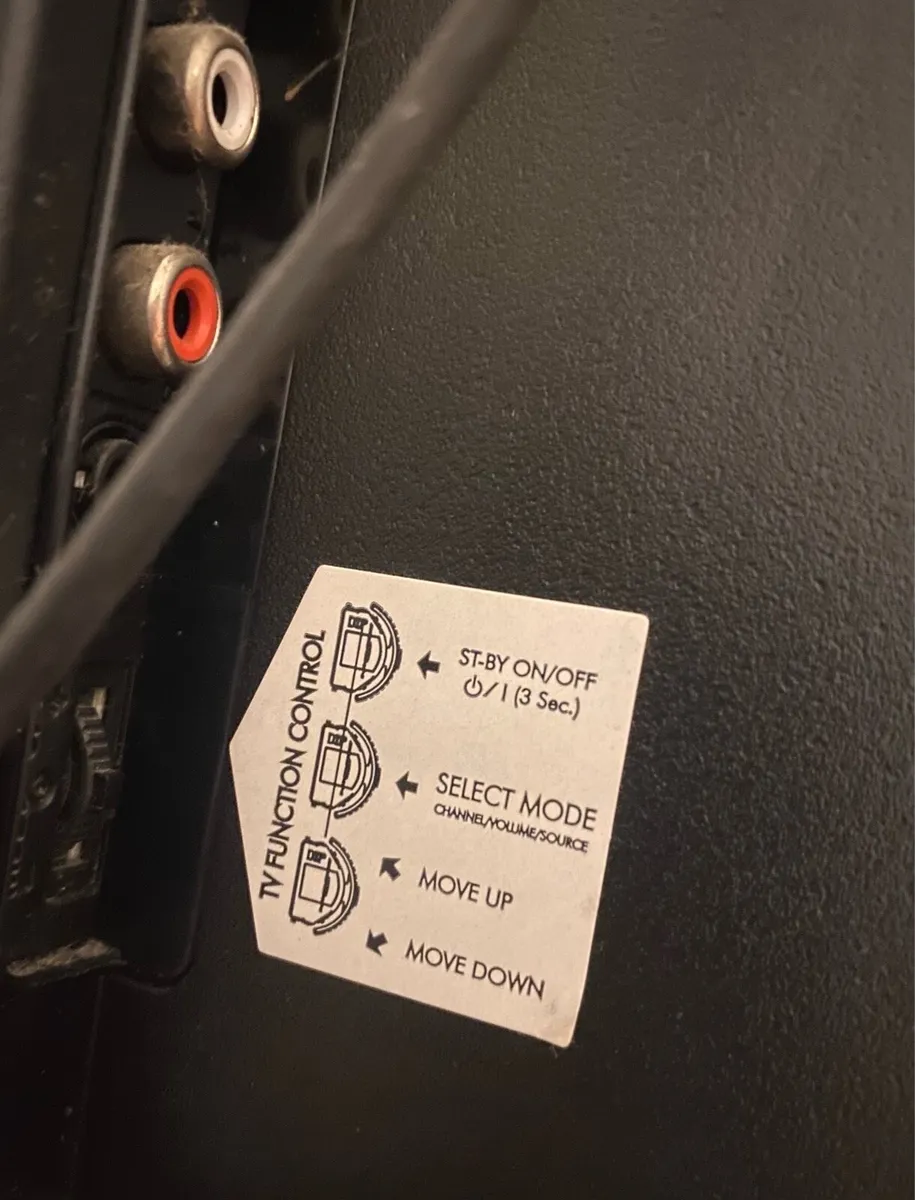 TV FUNCTION CONTROL
ST-BY ON/OFF
⏻/I (3 Sec.)
SELECT MODE
CHANNEL/VOLUME/SOURCE
MOVE UP
MOVE DOWN